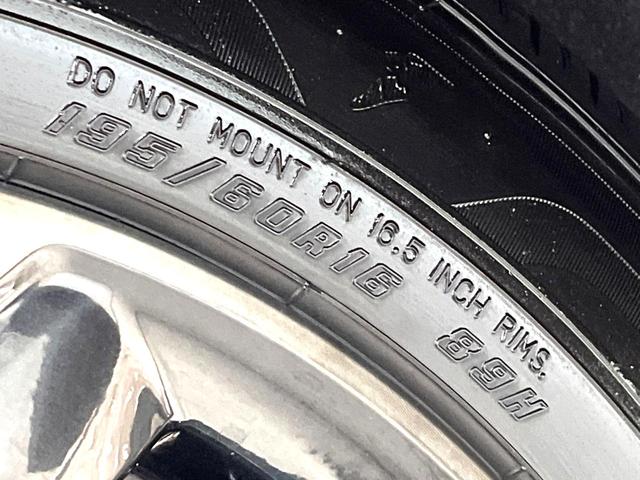 DO NOT MOUNT ON 16.5 INCH RIMS.
195/60R16 89H